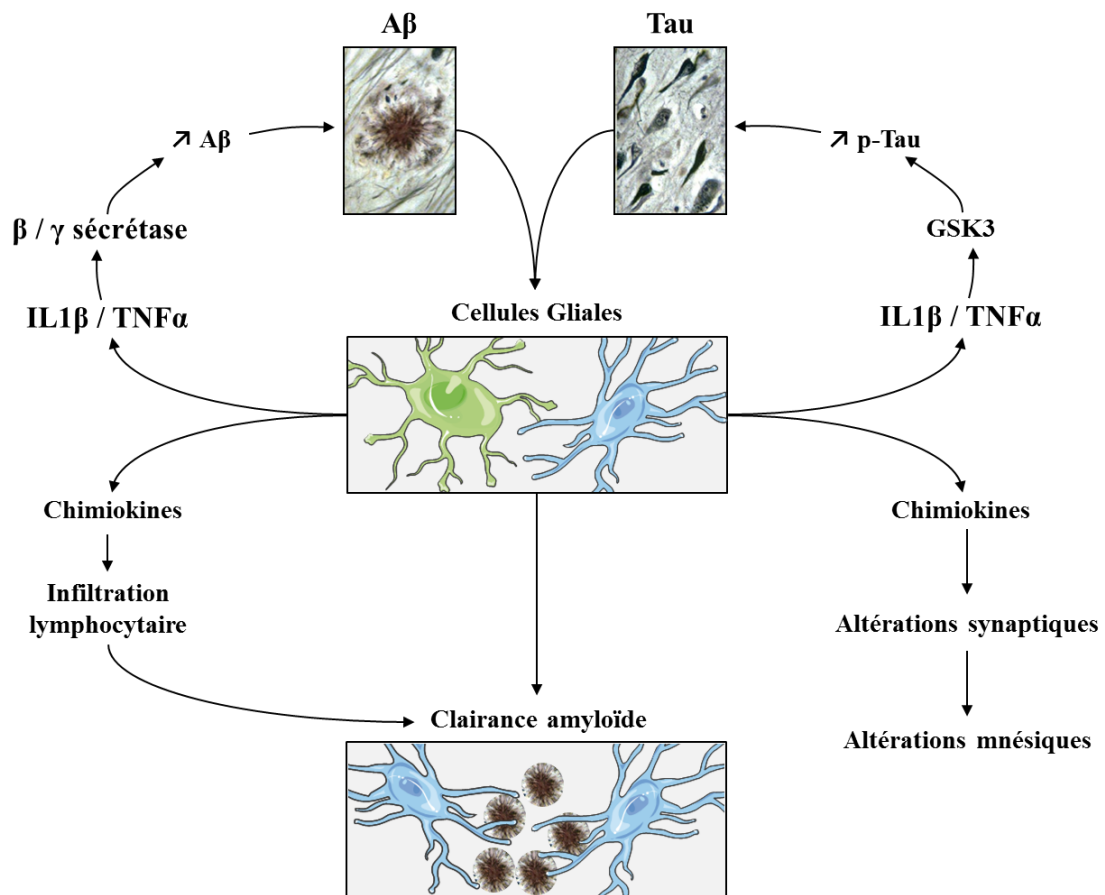 Aβ
Tau
↗ Aβ
↗ p-Tau
β / γ sécrétase
GSK3
IL1β / TNFα
Cellules Gliales
IL1β / TNFα
Chimiokines
Chimiokines
Infiltration
lymphocytaire
Altérations synaptiques
Clairance amyloïde
Altérations mnésiques